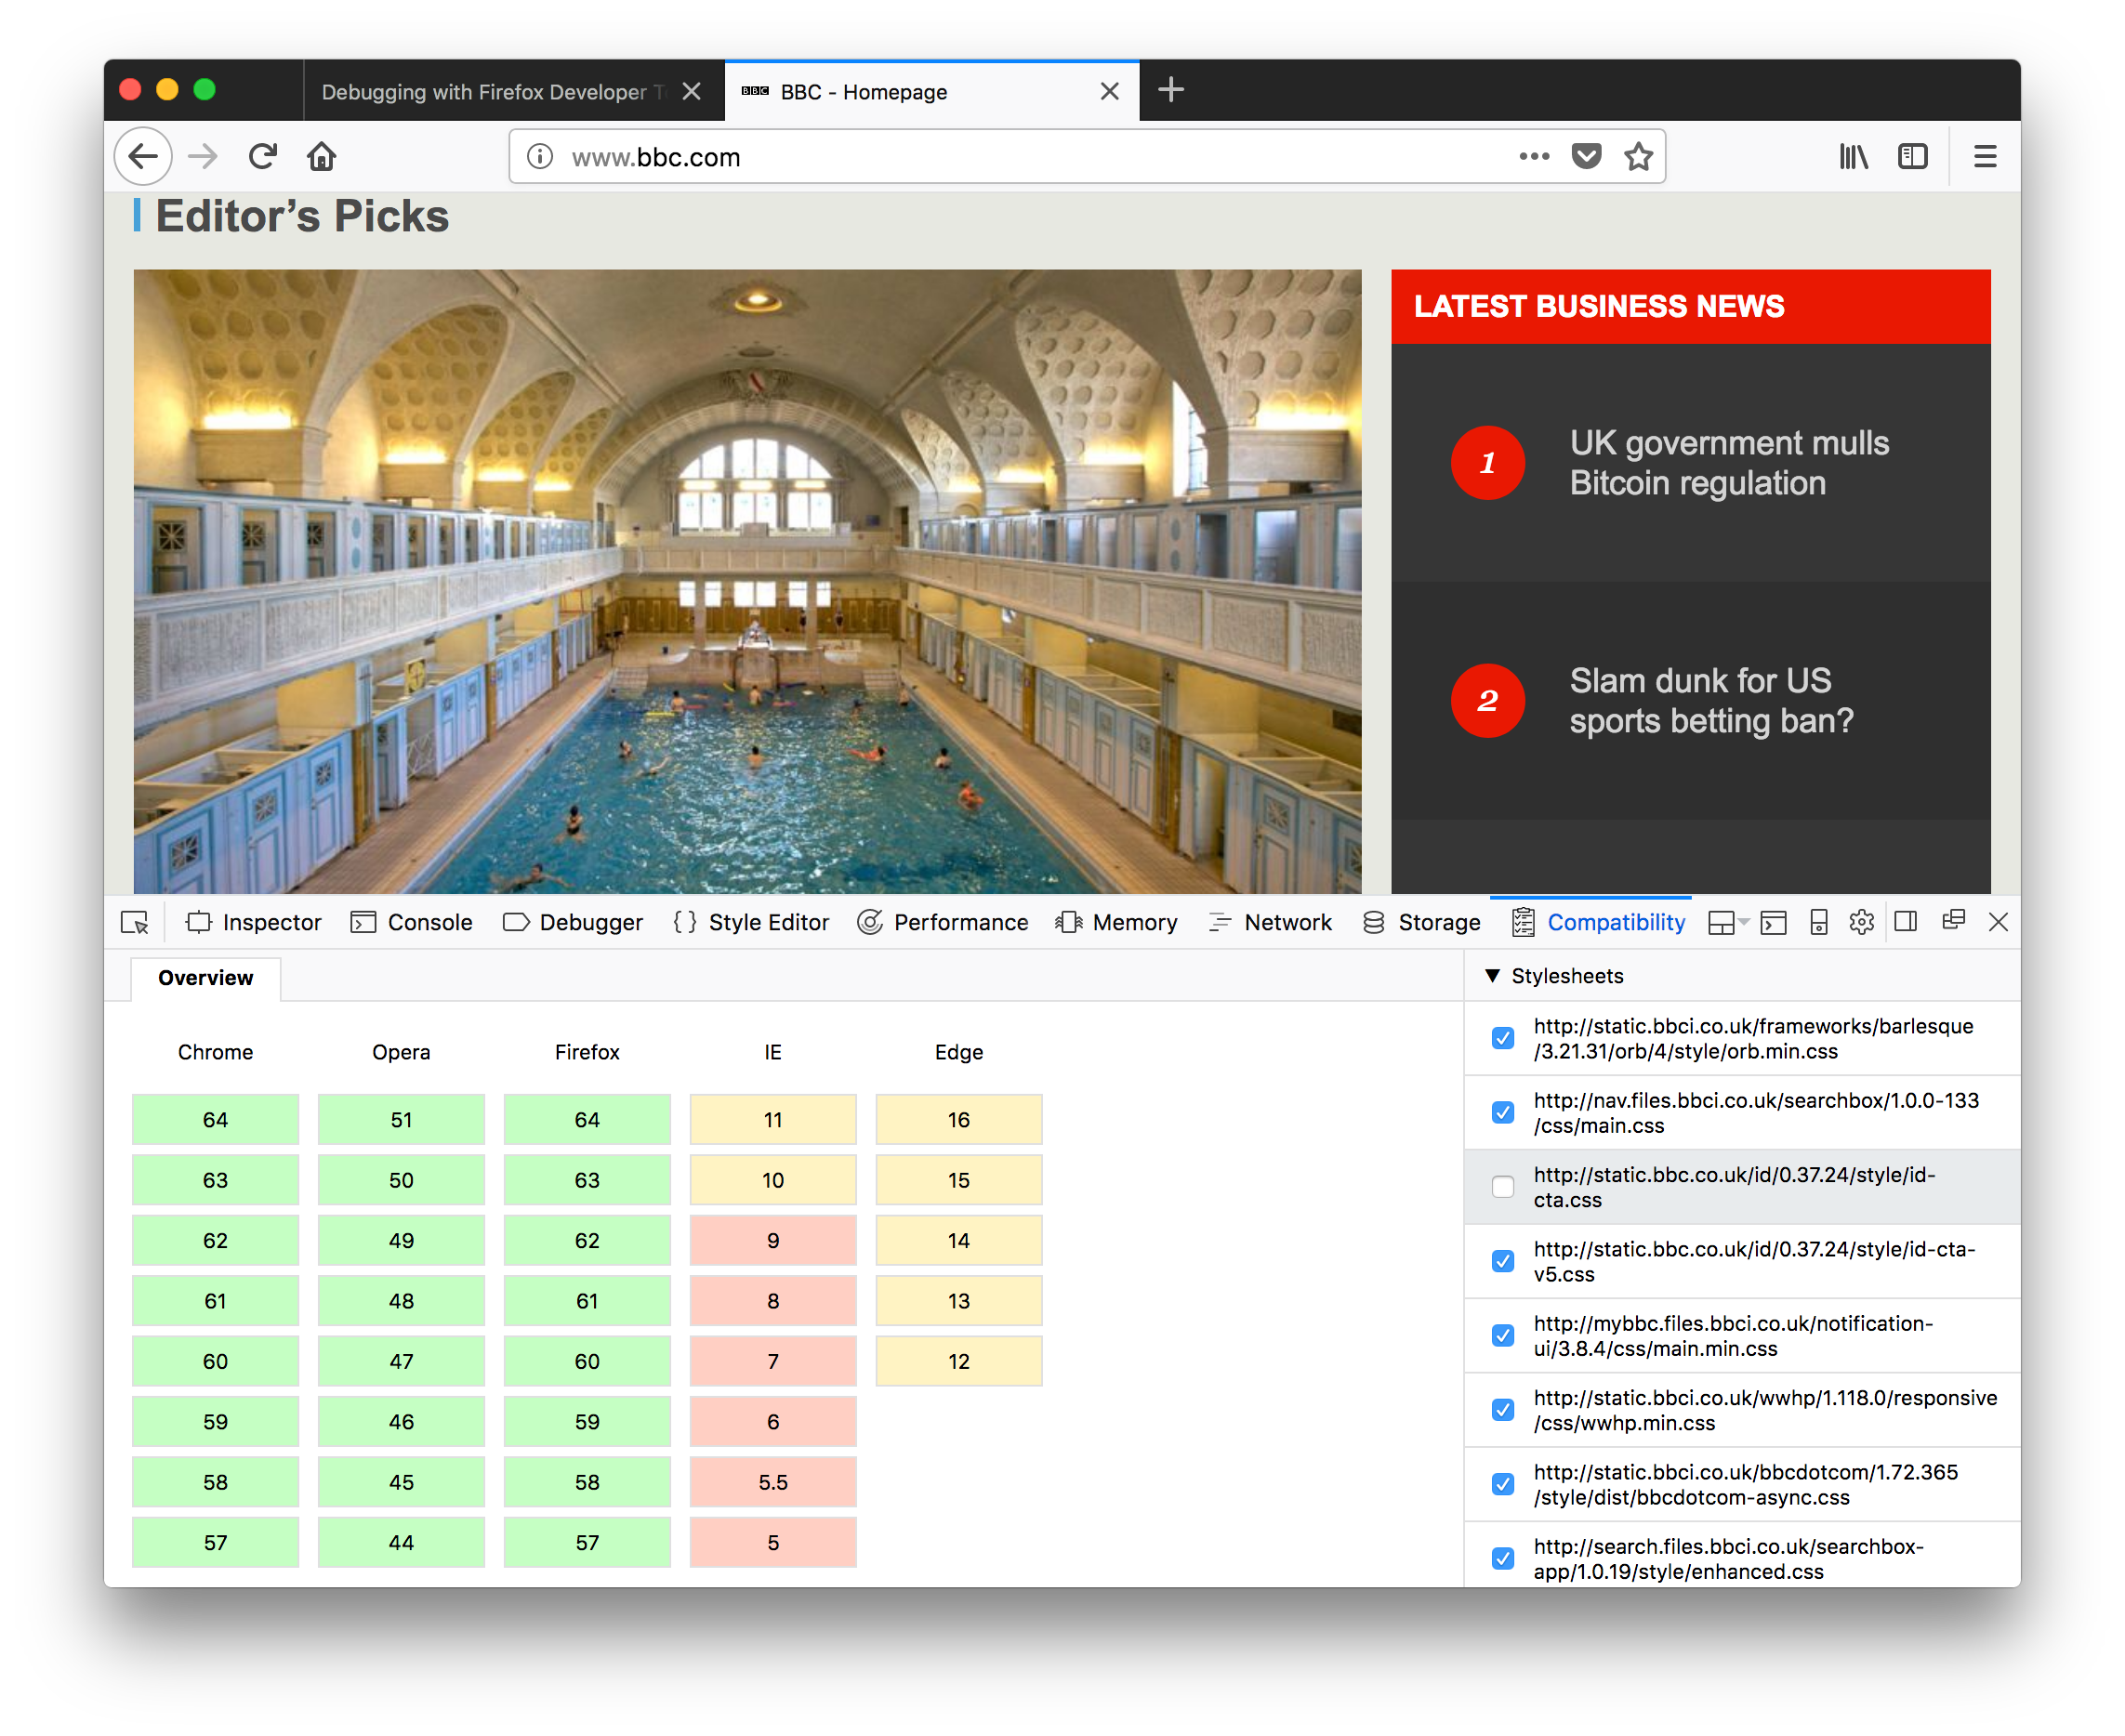 Debugging with Firefox Developer
BBC BBC - Homepage
www.bbc.com
Editor’s Picks
LATEST BUSINESS NEWS
1
UK government mulls
Bitcoin regulation
2
Slam dunk for US
sports betting ban?
Inspector Console Debugger Style Editor Performance Memory Network Storage Compatibility
Overview
Chrome Opera Firefox IE Edge
64 51 64 11 16
63 50 63 10 15
62 49 62 9 14
61 48 61 8 13
60 47 60 7 12
59 46 59 6
58 45 58 5.5
57 44 57 5
Stylesheets
http://static.bbci.co.uk/frameworks/barlesque
/3.21.31/orb/4/style/orb.min.css
http://nav.files.bbci.co.uk/searchbox/1.0.0-133
/css/main.css
http://static.bbc.co.uk/id/0.37.24/style/id-
cta.css
http://static.bbc.co.uk/id/0.37.24/style/id-cta-
v5.css
http://mybbc.files.bbci.co.uk/notification-
ui/3.8.4/css/main.min.css
http://static.bbci.co.uk/wwhp/1.118.0/responsive
/css/wwhp.min.css
http://static.bbci.co.uk/bbcdotcom/1.72.365
/style/dist/bbcdotcom-async.css
http://search.files.bbci.co.uk/searchbox-
app/1.0.19/style/enhanced.css